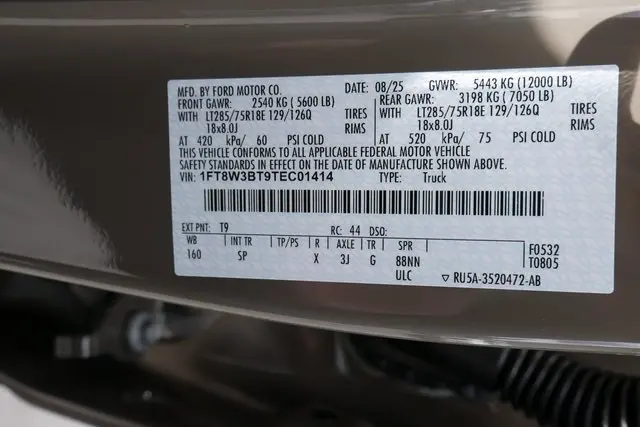 MFD. BY FORD MOTOR CO. DATE: 08/25 GVWR: 5443 KG (12000 LB)
FRONT GAWR: 2540 KG (5600 LB) REAR GAWR: 3198 KG (7050 LB)
WITH LT285/75R18E 129/126Q TIRES WITH LT285/75R18E 129/126Q TIRES
18x8.0J RIMS 18x8.0J RIMS
AT 420 kPa/ 60 PSI COLD AT 520 kPa/ 75 PSI COLD
THIS VEHICLE CONFORMS TO ALL APPLICABLE FEDERAL MOTOR VEHICLE
SAFETY STANDARDS IN EFFECT ON THE DATE OF MANUFACTURE SHOWN ABOVE.
VIN: 1FT8W3BT9TEC01414 TYPE: Truck
EXT PNT: T9 RC: 44 DSO:
WB INT TR TP/PS R AXLE TR SPR F0532
160 SP X 3J G 88NN T0805
ULC ▽ RU5A-3520472-AB